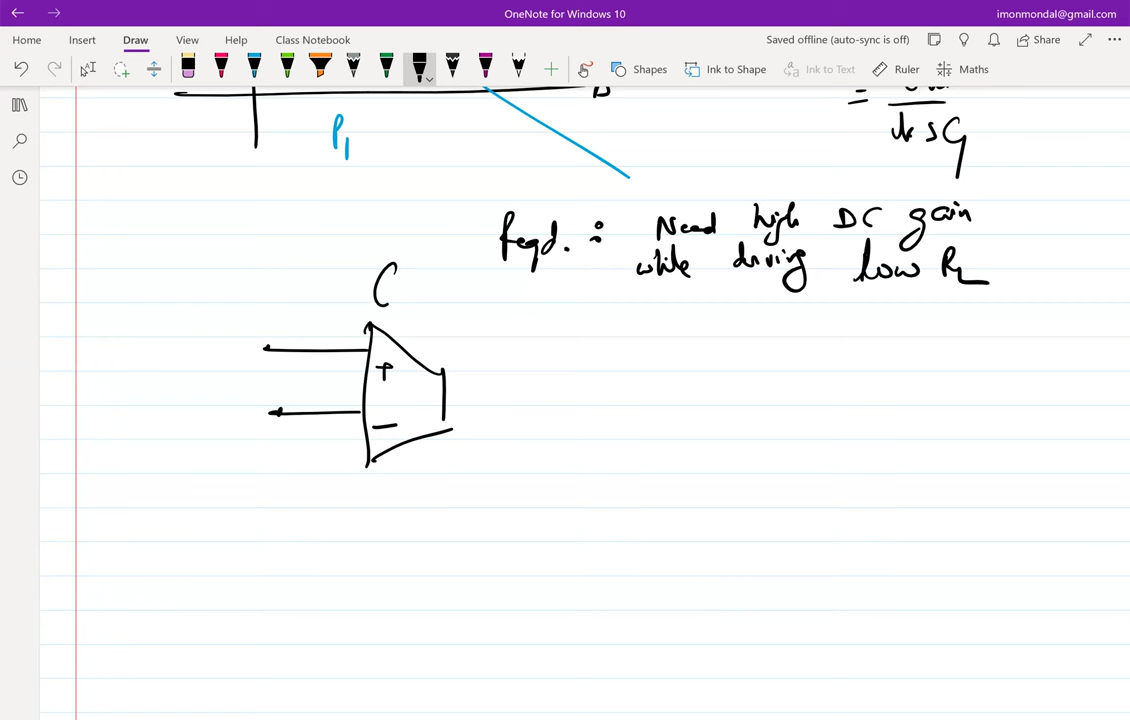 OneNote for Windows 10
imonmondal@gmail.com
Home Insert Draw View Help Class Notebook
Saved offline (auto-sync is off) Share
Shapes Ink to Shape Ink to Text Ruler Maths
P1
Reqd. : Need high DC gain
while driving low RL
C
+
-